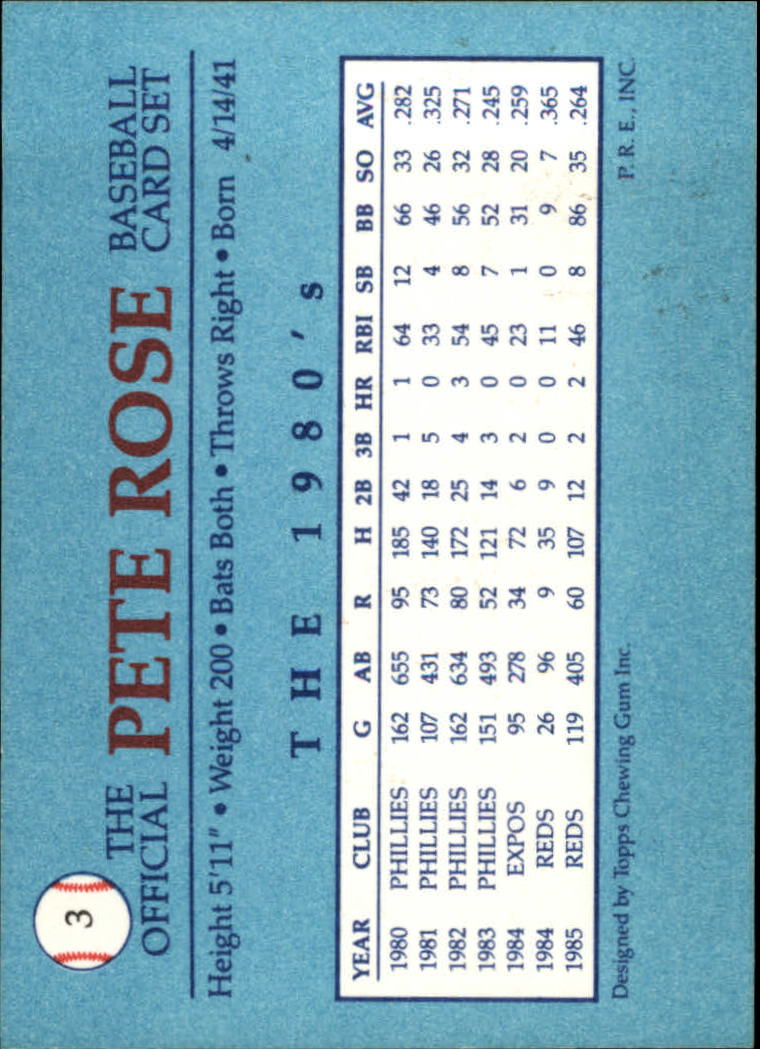 3
THE OFFICIAL PETE ROSE BASEBALL CARD SET
Height 5'11" • Weight 200 • Bats Both • Throws Right • Born 4/14/41
THE 1980's
YEAR CLUB G AB R H 2B 3B HR RBI SB BB SO AVG
1980 PHILLIES 162 655 95 185 42 1 1 64 12 66 33 .282
1981 PHILLIES 107 431 73 140 18 5 0 33 4 46 26 .325
1982 PHILLIES 162 634 80 172 25 4 3 54 8 56 32 .271
1983 PHILLIES 151 493 52 121 14 3 0 45 7 52 28 .245
1984 EXPOS 95 278 34 72 6 2 0 23 1 31 20 .259
1984 REDS 26 96 9 35 9 0 0 11 0 9 7 .365
1985 REDS 119 405 60 107 12 2 2 46 8 86 35 .264
Designed by Topps Chewing Gum Inc. P. R. E., INC.